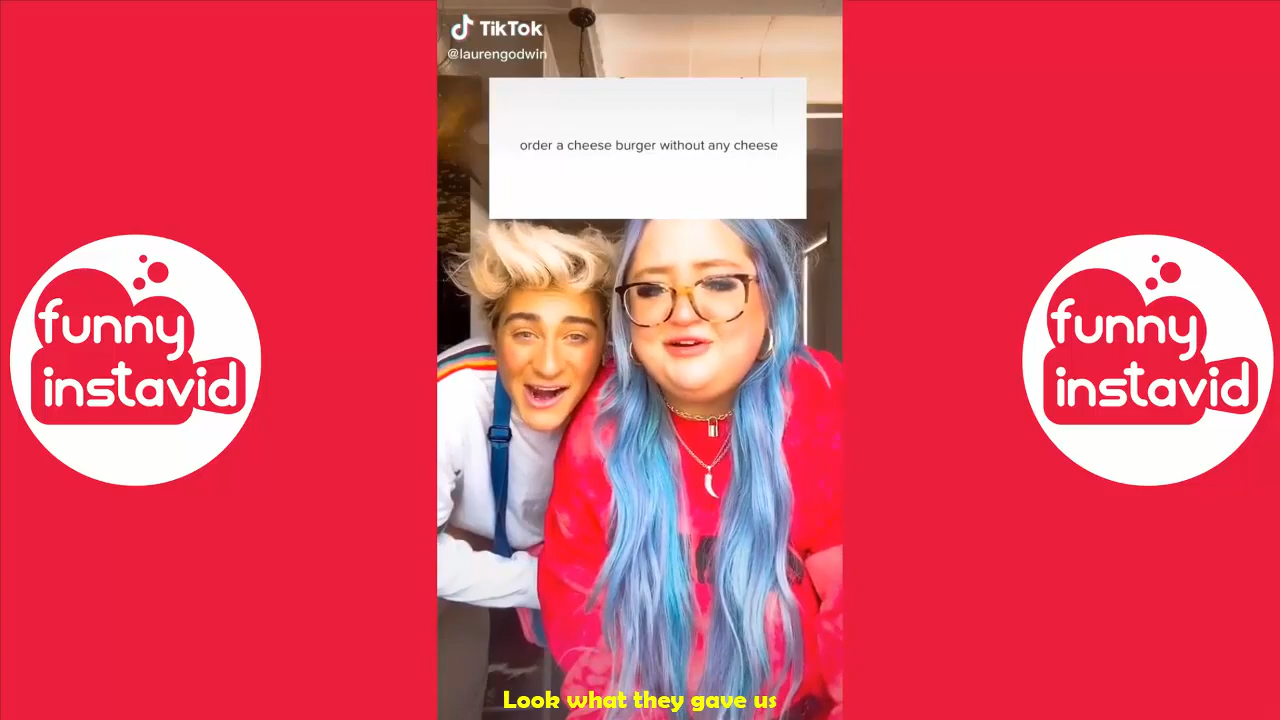 TikTok
@laurengodwin
order a cheese burger without any cheese
funny
instavid
funny
instavid
Look what they gave us